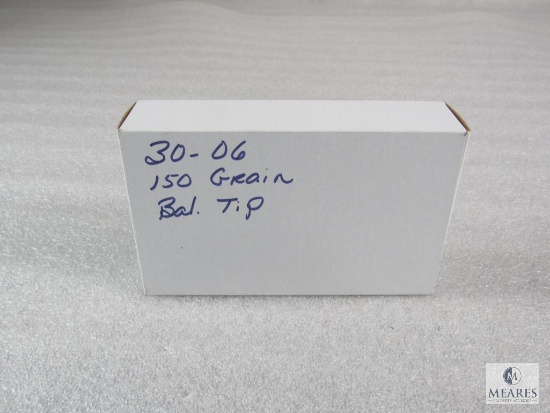 30-06
150 Grain
Bal. Tip
MEARES